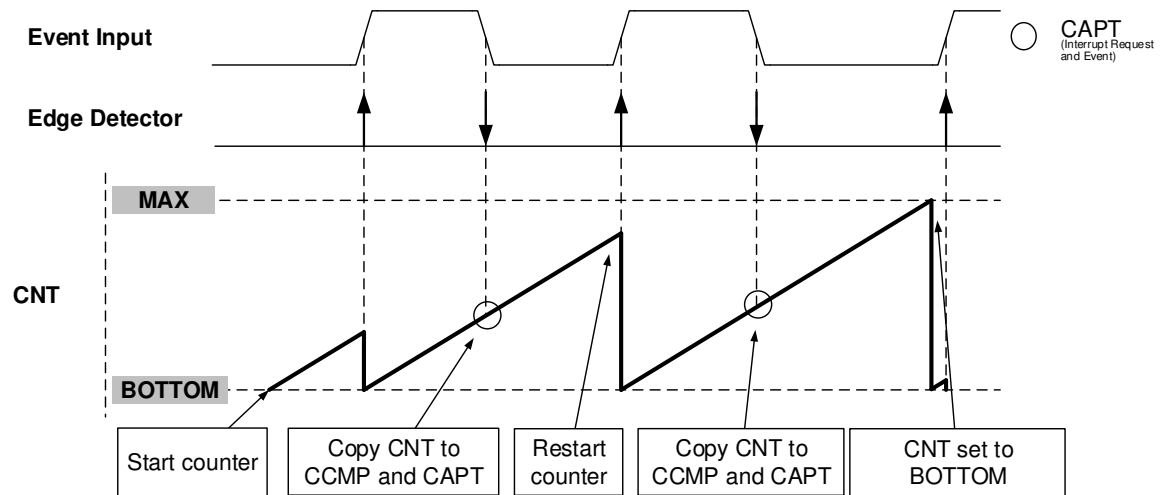 Event Input
CAPT
(Interrupt Request
and Event)
Edge Detector
MAX
CNT
BOTTOM
Start counter
Copy CNT to
CCMP and CAPT
Restart
counter
Copy CNT to
CCMP and CAPT
CNT set to
BOTTOM